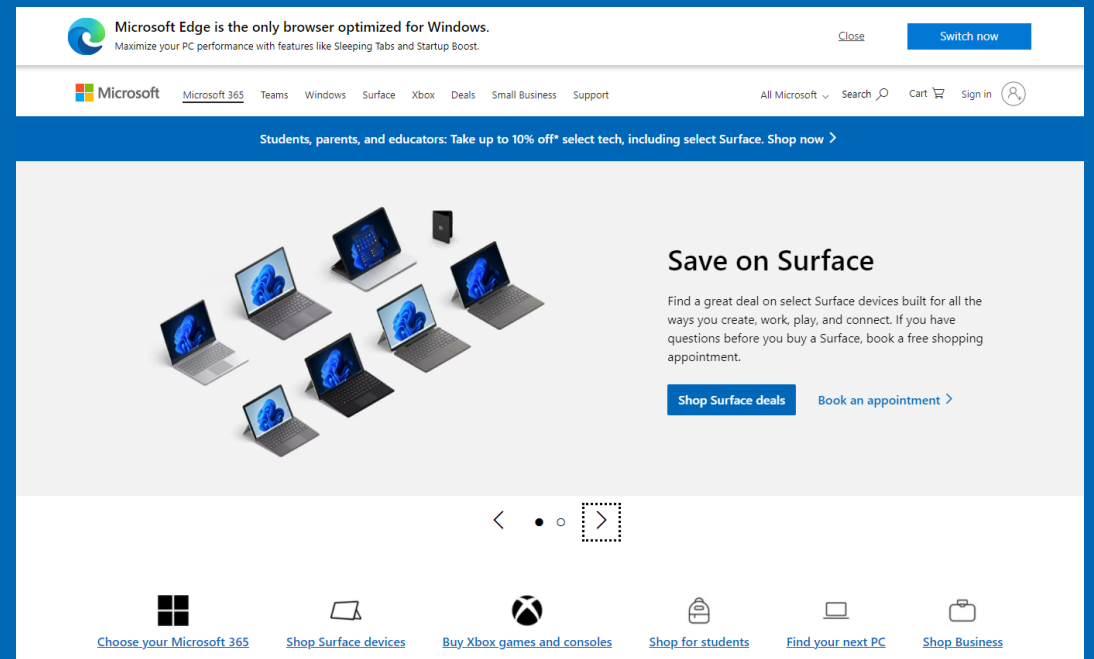 Microsoft Edge is the only browser optimized for Windows.
Maximize your PC performance with features like Sleeping Tabs and Startup Boost.
Close
Switch now
Microsoft
Microsoft 365
Teams
Windows
Surface
Xbox
Deals
Small Business
Support
All Microsoft
Search
Cart
Sign in
Students, parents, and educators: Take up to 10% off* select tech, including select Surface. Shop now
Save on Surface
Find a great deal on select Surface devices built for all the
ways you create, work, play, and connect. If you have
questions before you buy a Surface, book a free shopping
appointment.
Shop Surface deals
Book an appointment
Choose your Microsoft 365
Shop Surface devices
Buy Xbox games and consoles
Shop for students
Find your next PC
Shop Business